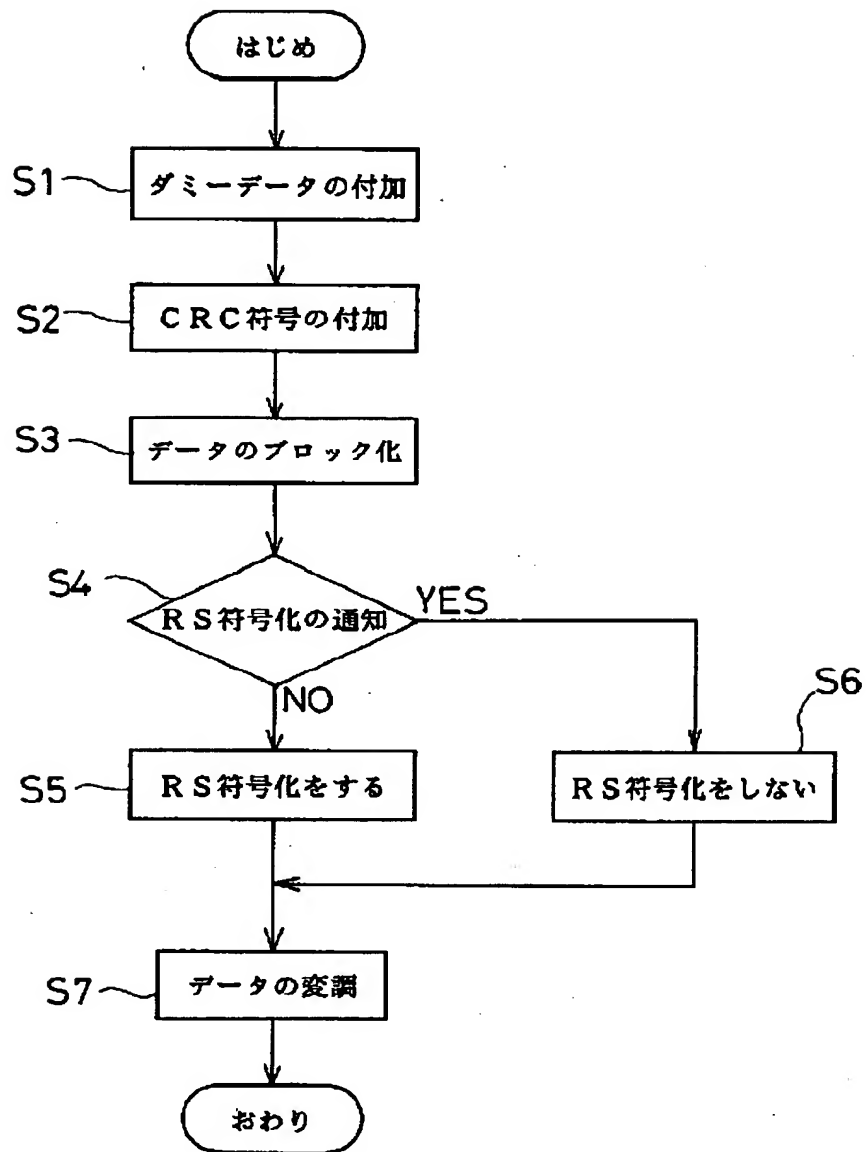 はじめ
S1
ダミーデータの付加
S2
CRC符号の付加
S3
データのブロック化
S4
RS符号化の通知
YES
NO
S5
RS符号化をする
S6
RS符号化をしない
S7
データの変調
おわり